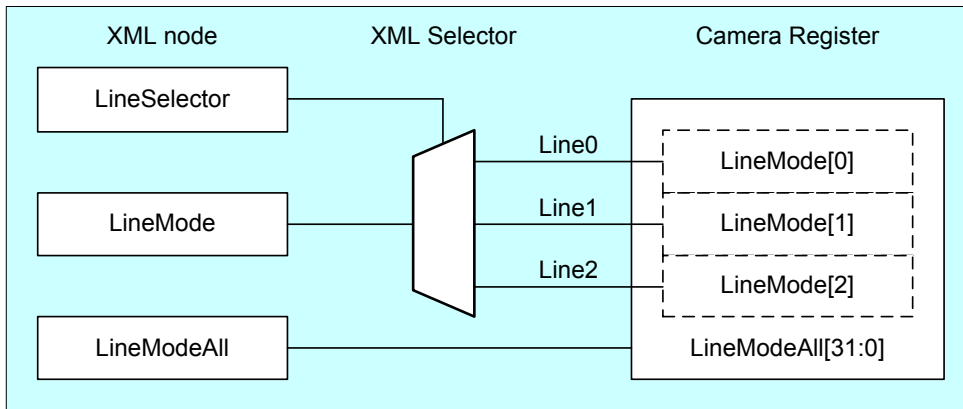 XML node
XML Selector
Camera Register
LineSelector
LineMode
LineModeAll
Line0
Line1
Line2
LineMode[0]
LineMode[1]
LineMode[2]
LineModeAll[31:0]